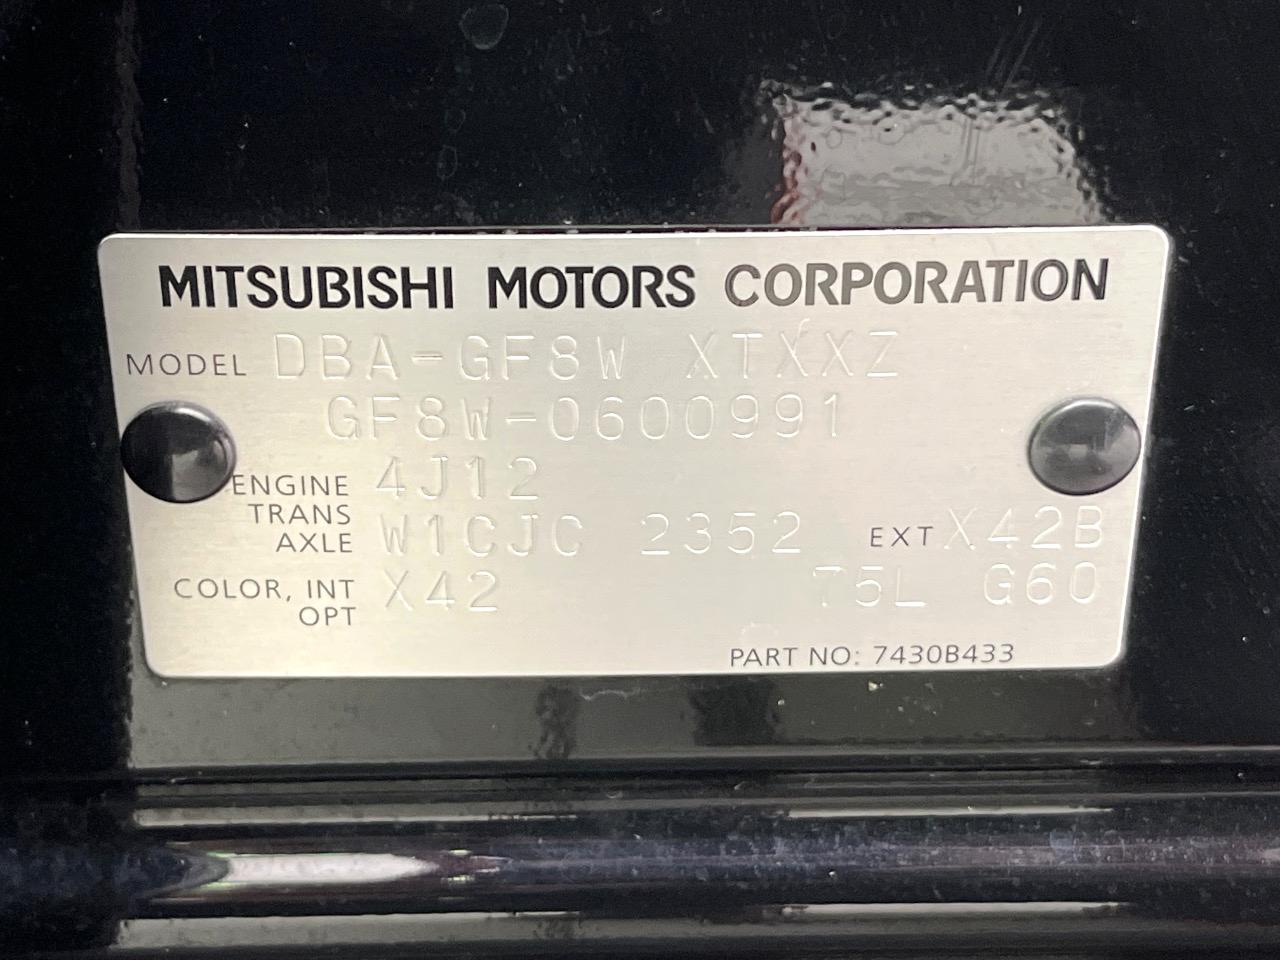 MITSUBISHI MOTORS CORPORATION
MODEL DBA-GF8W XTXXZ
GF8W-0600991
ENGINE 4J12
TRANS
AXLE W1CJC 2352 EXT X42B
COLOR, INT X42 75L G60
OPT
PART NO: 7430B433